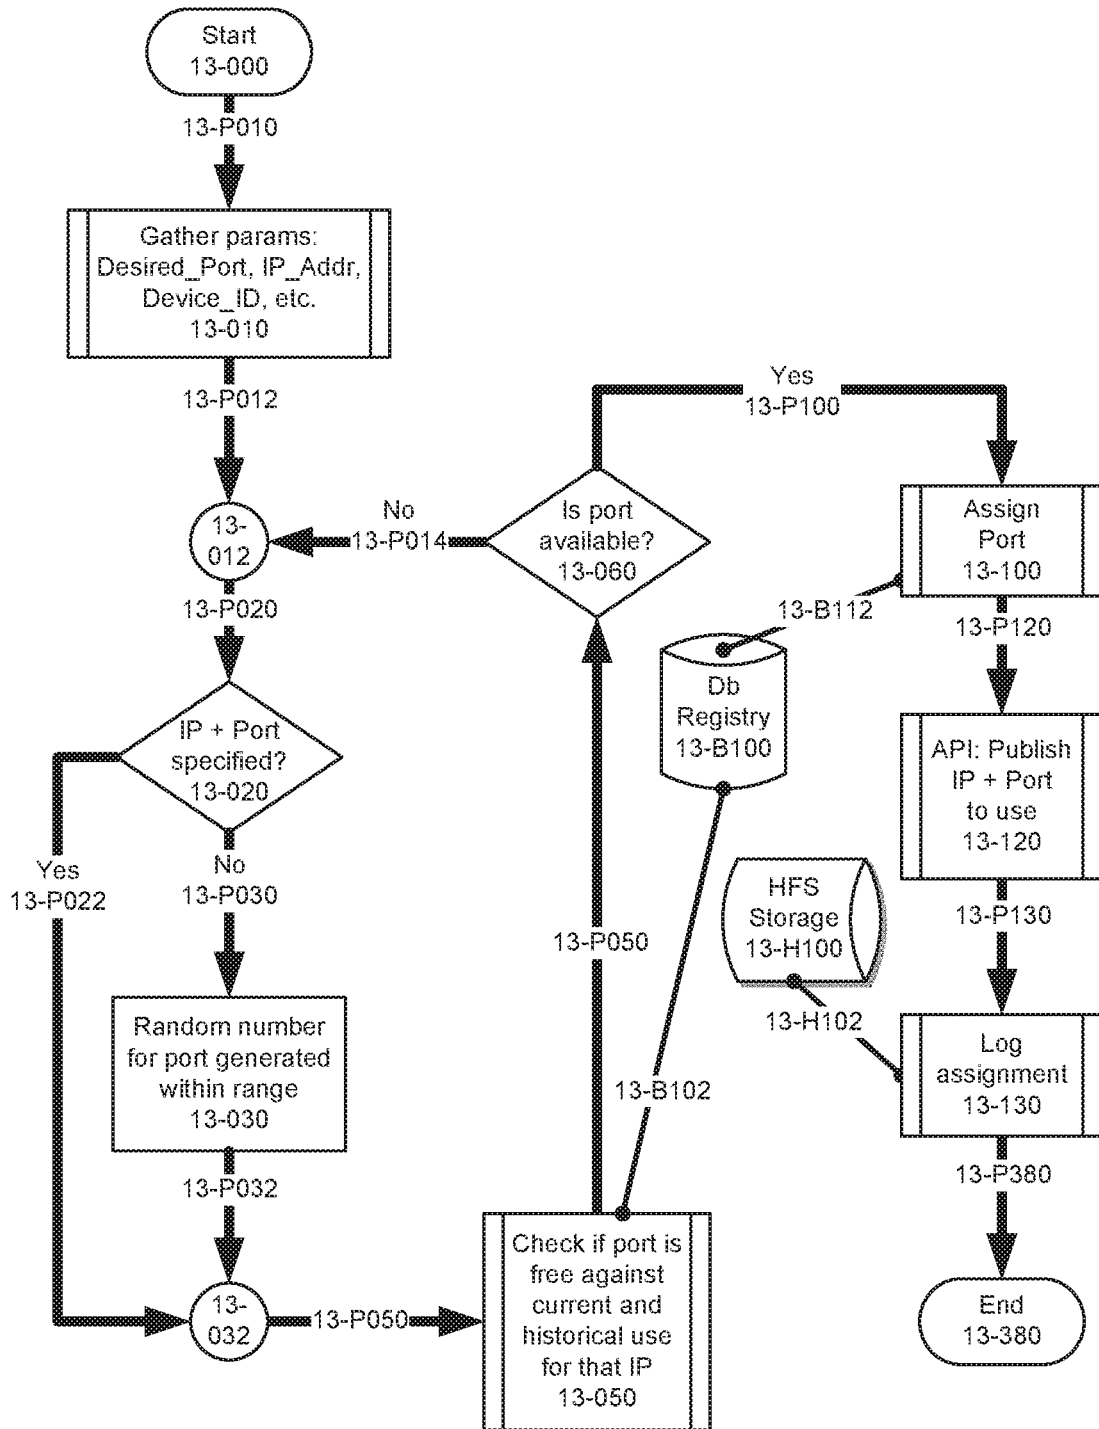 Start
13-000
13-P010
Gather params:
Desired_Port, IP_Addr,
Device_ID, etc.
13-010
13-P012
13-
012
13-P020
IP + Port
specified?
13-020
Yes
13-P022
No
13-P030
Random number
for port generated
within range
13-030
13-P032
13-
032
13-P050
Check if port is
free against
current and
historical use
for that IP
13-050
13-P050
Is port
available?
13-060
No
13-P014
Yes
13-P100
Assign
Port
13-100
13-B112
Db
Registry
13-B100
13-B102
13-P120
API: Publish
IP + Port
to use
13-120
13-P130
HFS
Storage
13-H100
13-H102
Log
assignment
13-130
13-P380
End
13-380